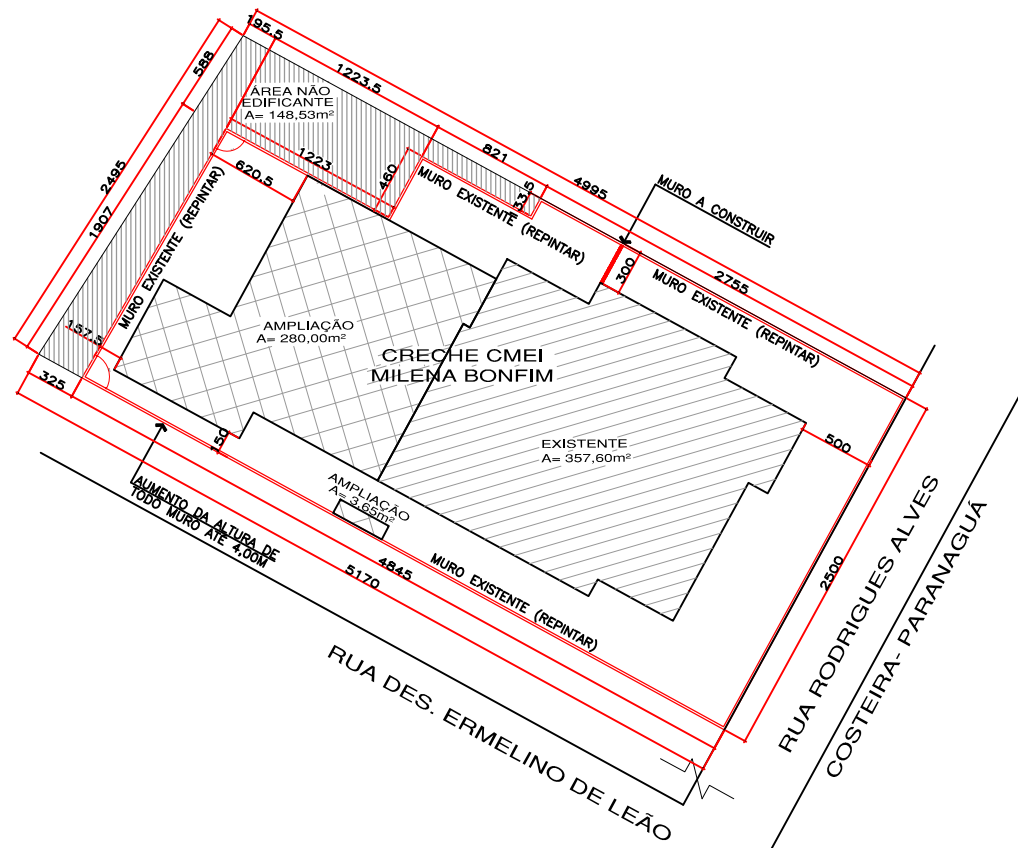 195.5
588
1223.5
ÁREA NÃO
EDIFICANTE
A= 148,53m²
821
4995
2495
1907
1223
460
620.5
133.5
MURO EXISTENTE (REPINTAR)
MURO EXISTENTE (REPINTAR)
MURO A CONSTRUIR
300
2755
MURO EXISTENTE (REPINTAR)
157.5
325
AMPLIAÇÃO
A= 280,00m²
CRECHE CMEI
MILENA BONFIM
150
EXISTENTE
A= 357,60m²
500
AMPLIAÇÃO
A= 3,65m²
AUMENTO DA ALTURA DE
TODO MURO ATÉ 4,00M
4845
5170
MURO EXISTENTE (REPINTAR)
2500
RUA DES. ERMELINO DE LEÃO
RUA RODRIGUES ALVES
COSTEIRA- PARANAGUÁ